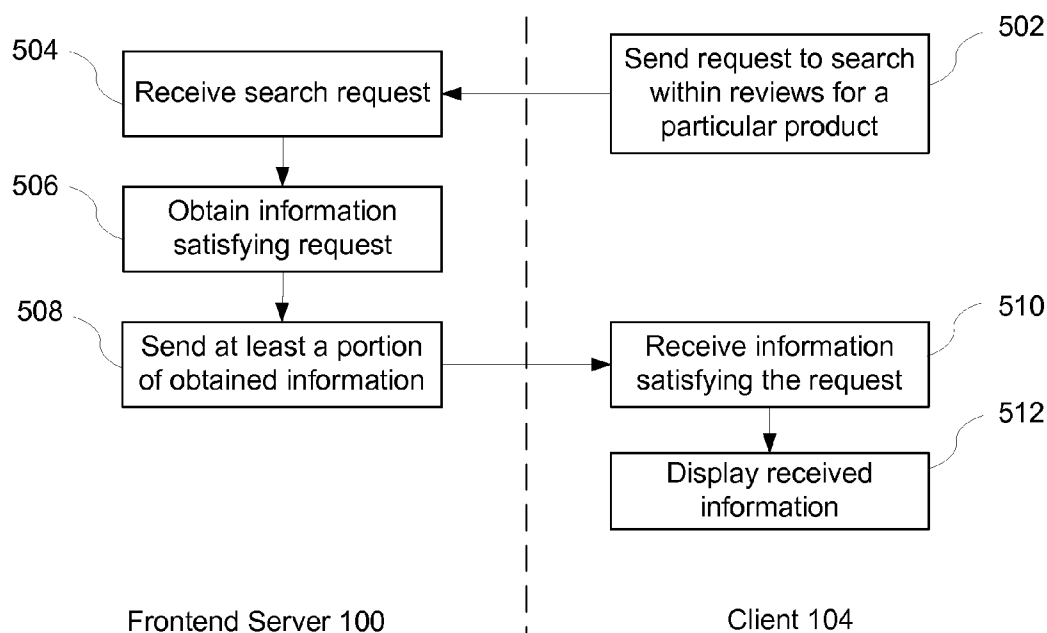 504
Receive search request
502
Send request to search
within reviews for a
particular product
506
Obtain information
satisfying request
508
Send at least a portion
of obtained information
510
Receive information
satisfying the request
512
Display received
information
Frontend Server 100
Client 104